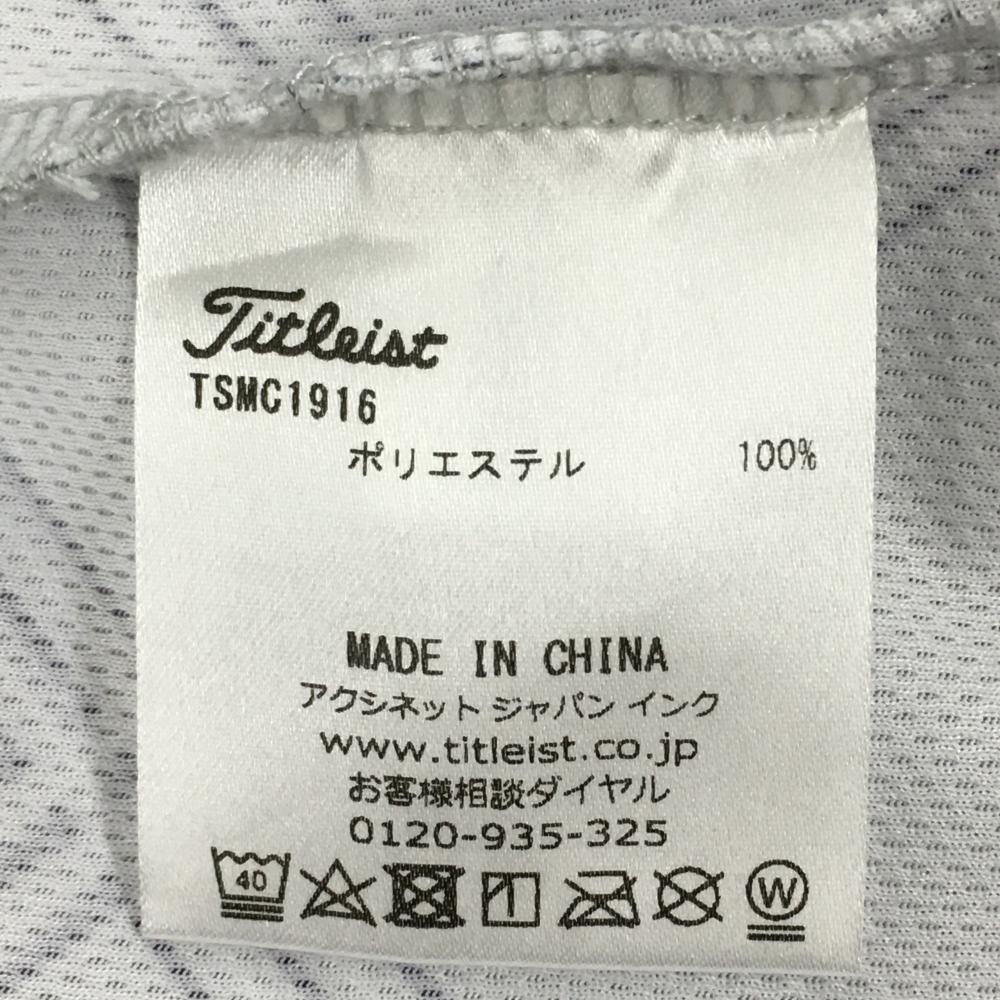 Titleist
TSMC1916
ポリエステル 100%
MADE IN CHINA
アクシネット ジャパン インク
www.titleist.co.jp
お客様相談ダイヤル
0120-935-325
40 W